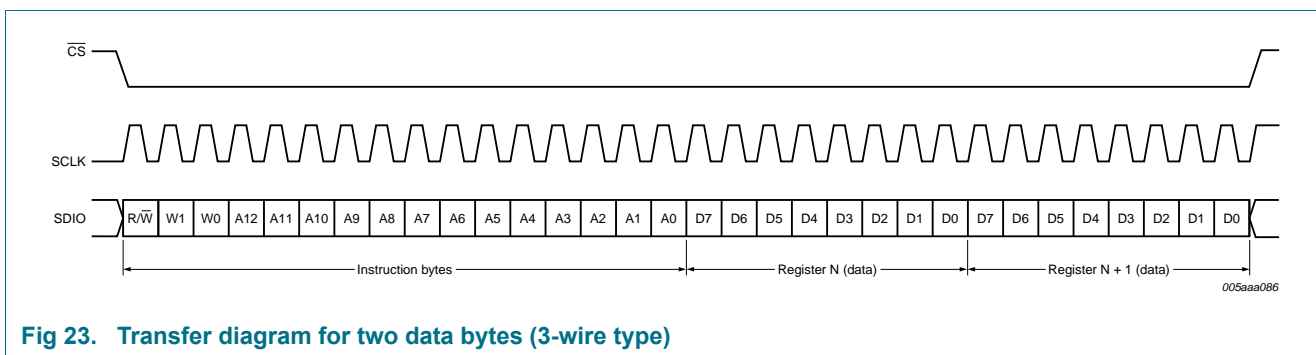 CS
SCLK
SDIO R/W W1 W0 A12 A11 A10 A9 A8 A7 A6 A5 A4 A3 A2 A1 A0 D7 D6 D5 D4 D3 D2 D1 D0 D7 D6 D5 D4 D3 D2 D1 D0
Instruction bytes Register N (data) Register N + 1 (data)
005aaa086
Fig 23. Transfer diagram for two data bytes (3-wire type)